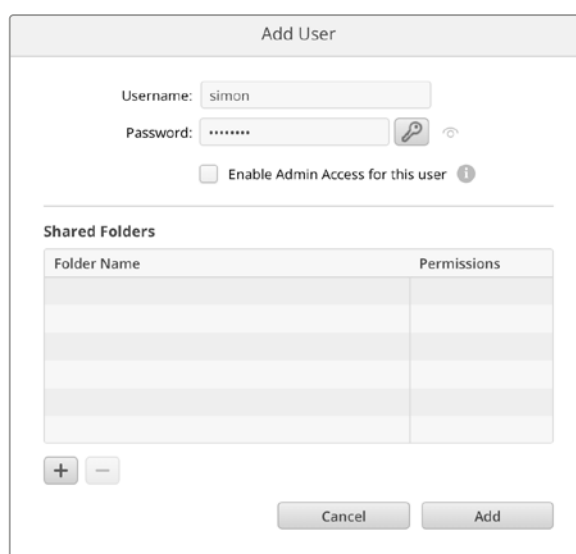 Add User
Username: simon
Password: ••••••••
Enable Admin Access for this user
Shared Folders
Folder Name Permissions
Cancel Add